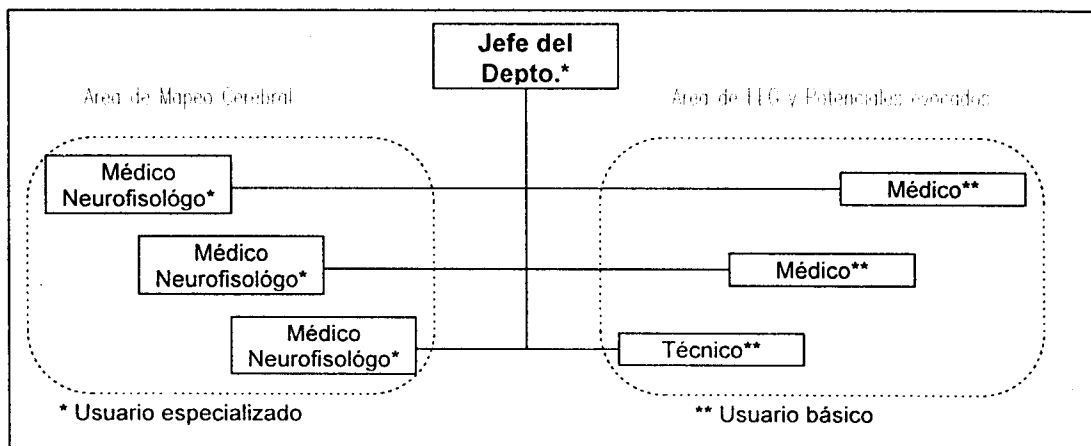 Jefe del
Depto.*
Area de Mapeo Cerebral
Area de EEG y Potenciales evocados
Médico
Neurofisológo*
Médico**
Médico
Neurofisológo*
Médico**
Médico
Neurofisológo*
Técnico**
* Usuario especializado
** Usuario básico